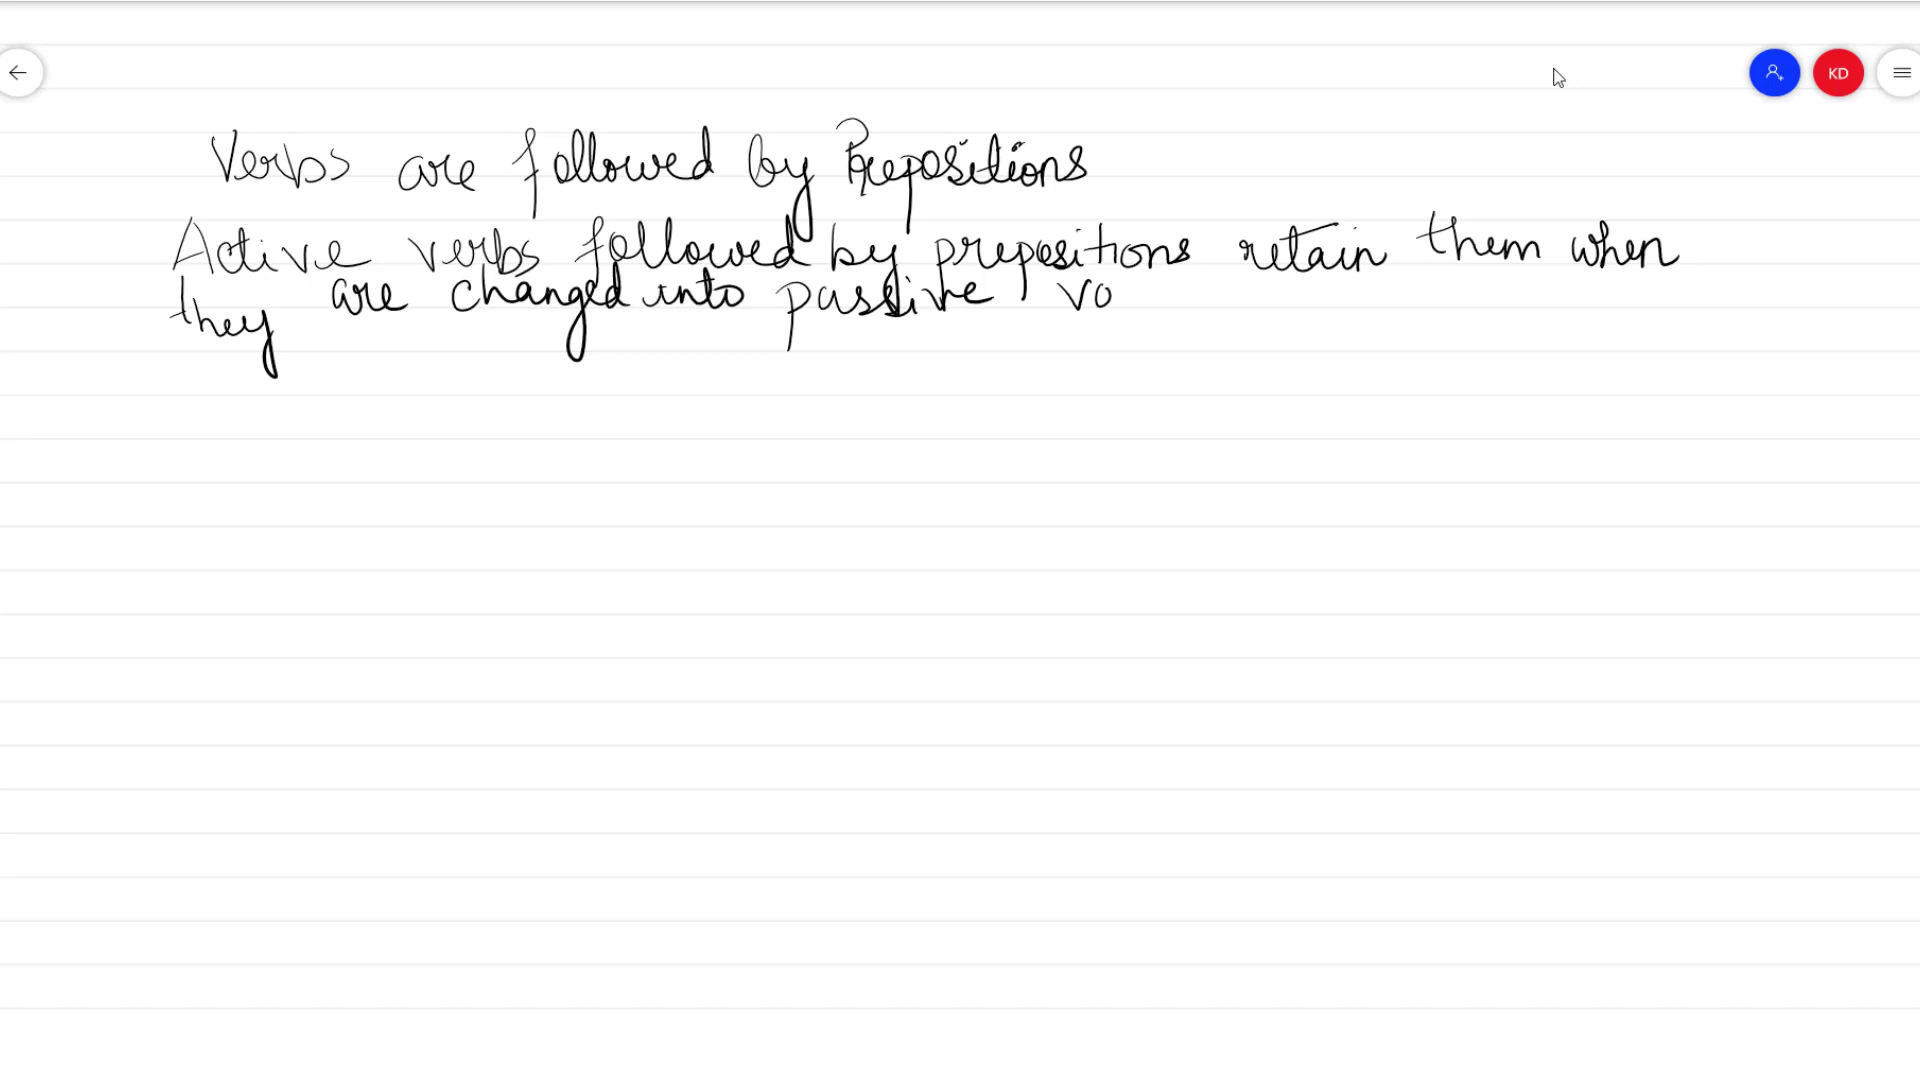 KD
Verbs are followed by Prepositions
Active verbs followed by prepositions retain them when
they are changed into passive vo